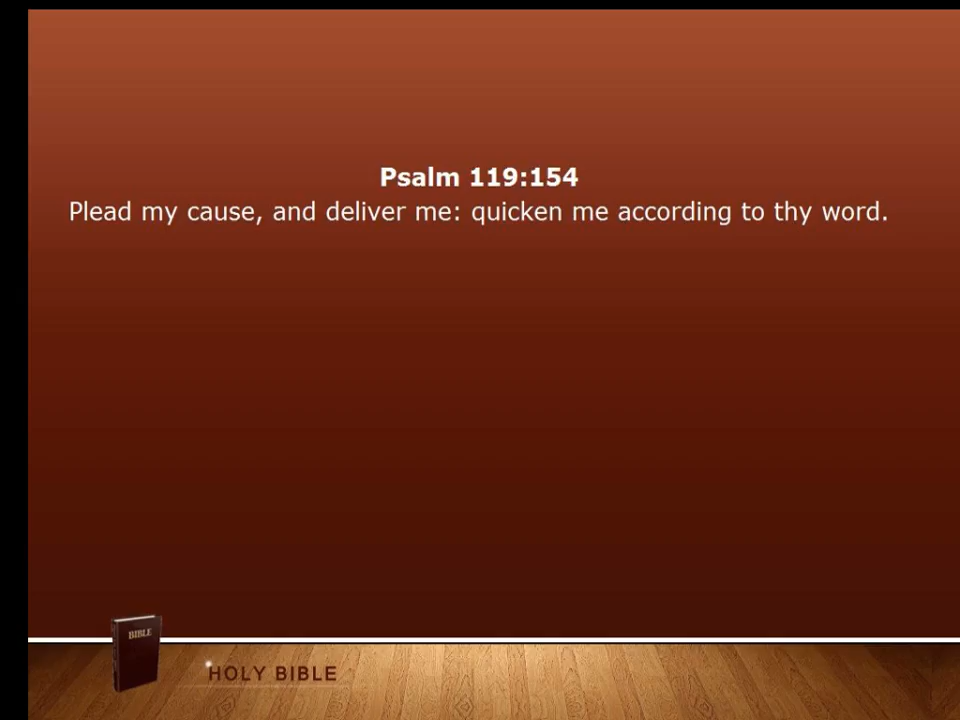 Psalm 119:154
Plead my cause, and deliver me: quicken me according to thy word.
BIBLE
HOLY BIBLE